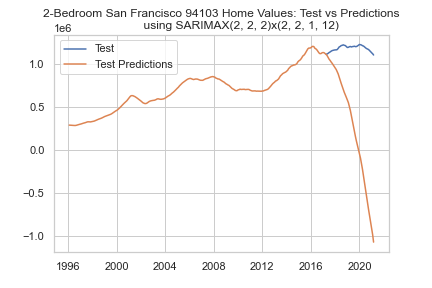 2-Bedroom San Francisco 94103 Home Values: Test vs Predictions
using SARIMAX(2, 2, 2)x(2, 2, 1, 12)
1e6
Test
Test Predictions
1.0
0.5
0.0
−0.5
−1.0
1996 2000 2004 2008 2012 2016 2020